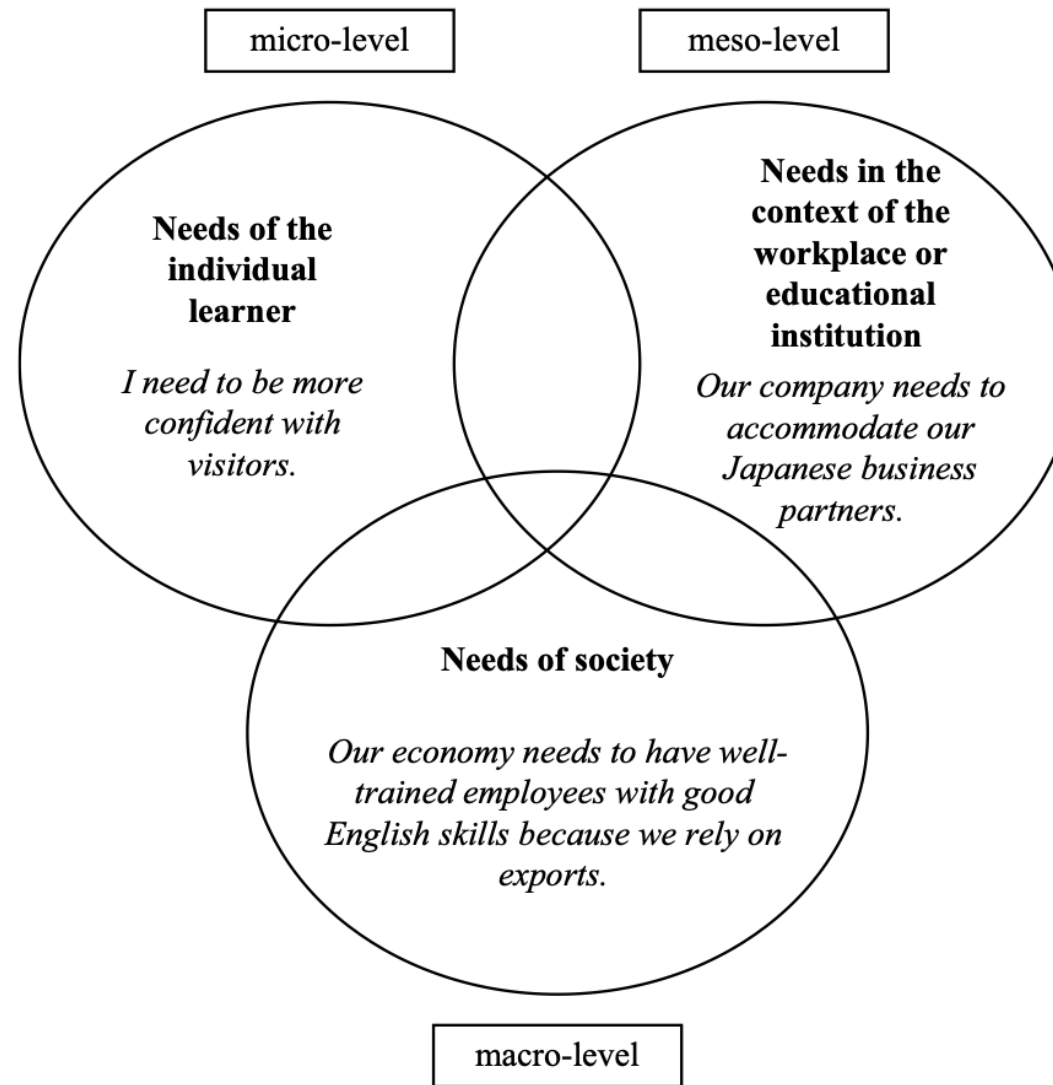 micro-level
meso-level
Needs of the
individual
learner
I need to be more
confident with
visitors.
Needs in the
context of the
workplace or
educational
institution
Our company needs to
accommodate our
Japanese business
partners.
Needs of society
Our economy needs to have well-
trained employees with good
English skills because we rely on
exports.
macro-level